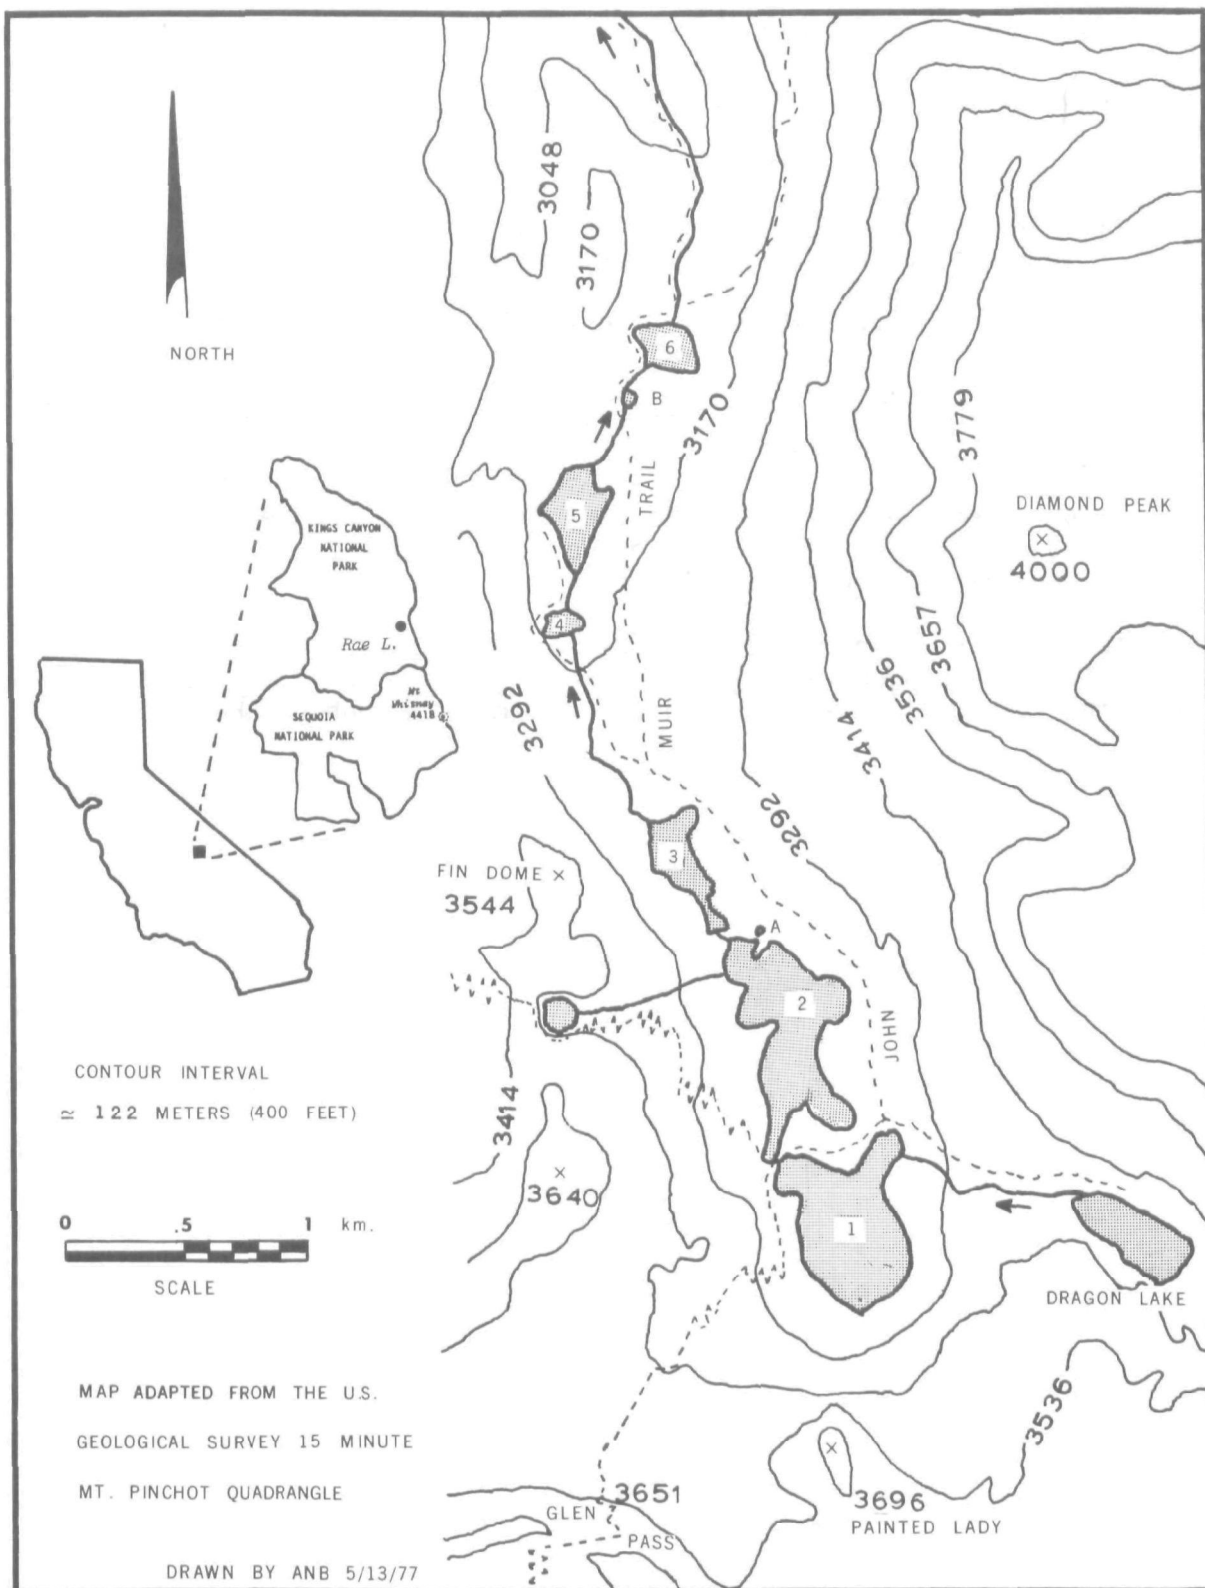 3048
3170
NORTH
6
B
3170
3779
TRAIL
DIAMOND PEAK
×
4000
5
KINGS CANYON
NATIONAL
PARK
Rae L.
4
Mt
Whitney
4418
SEQUOIA
NATIONAL PARK
3292
MUIR
3657
3536
3414
3292
3
FIN DOME ×
3544
A
2
JOHN
CONTOUR INTERVAL
≃ 122 METERS (400 FEET)
3414
×
3640
1
0 .5 1 km.
SCALE
DRAGON LAKE
MAP ADAPTED FROM THE U.S.
GEOLOGICAL SURVEY 15 MINUTE
MT. PINCHOT QUADRANGLE
3536
×
3696
PAINTED LADY
3651
GLEN
PASS
DRAWN BY ANB 5/13/77